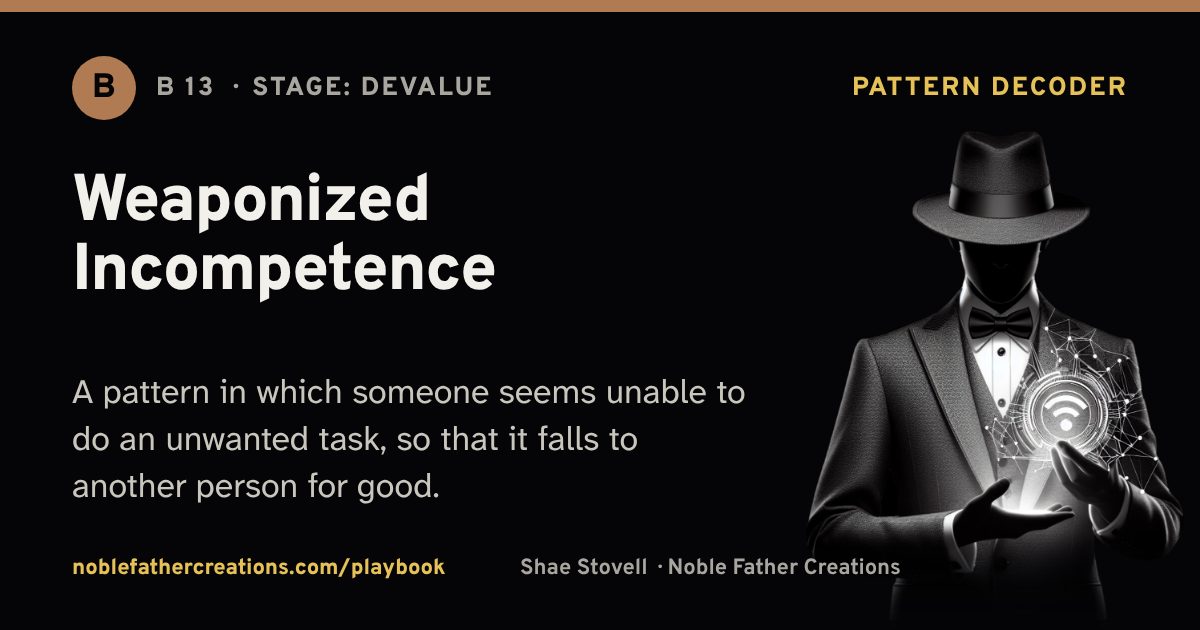 B
B 13 · STAGE: DEVALUE
PATTERN DECODER
Weaponized
Incompetence
A pattern in which someone seems unable to
do an unwanted task, so that it falls to
another person for good.
noblefathercreations.com/playbook
Shae Stovell · Noble Father Creations